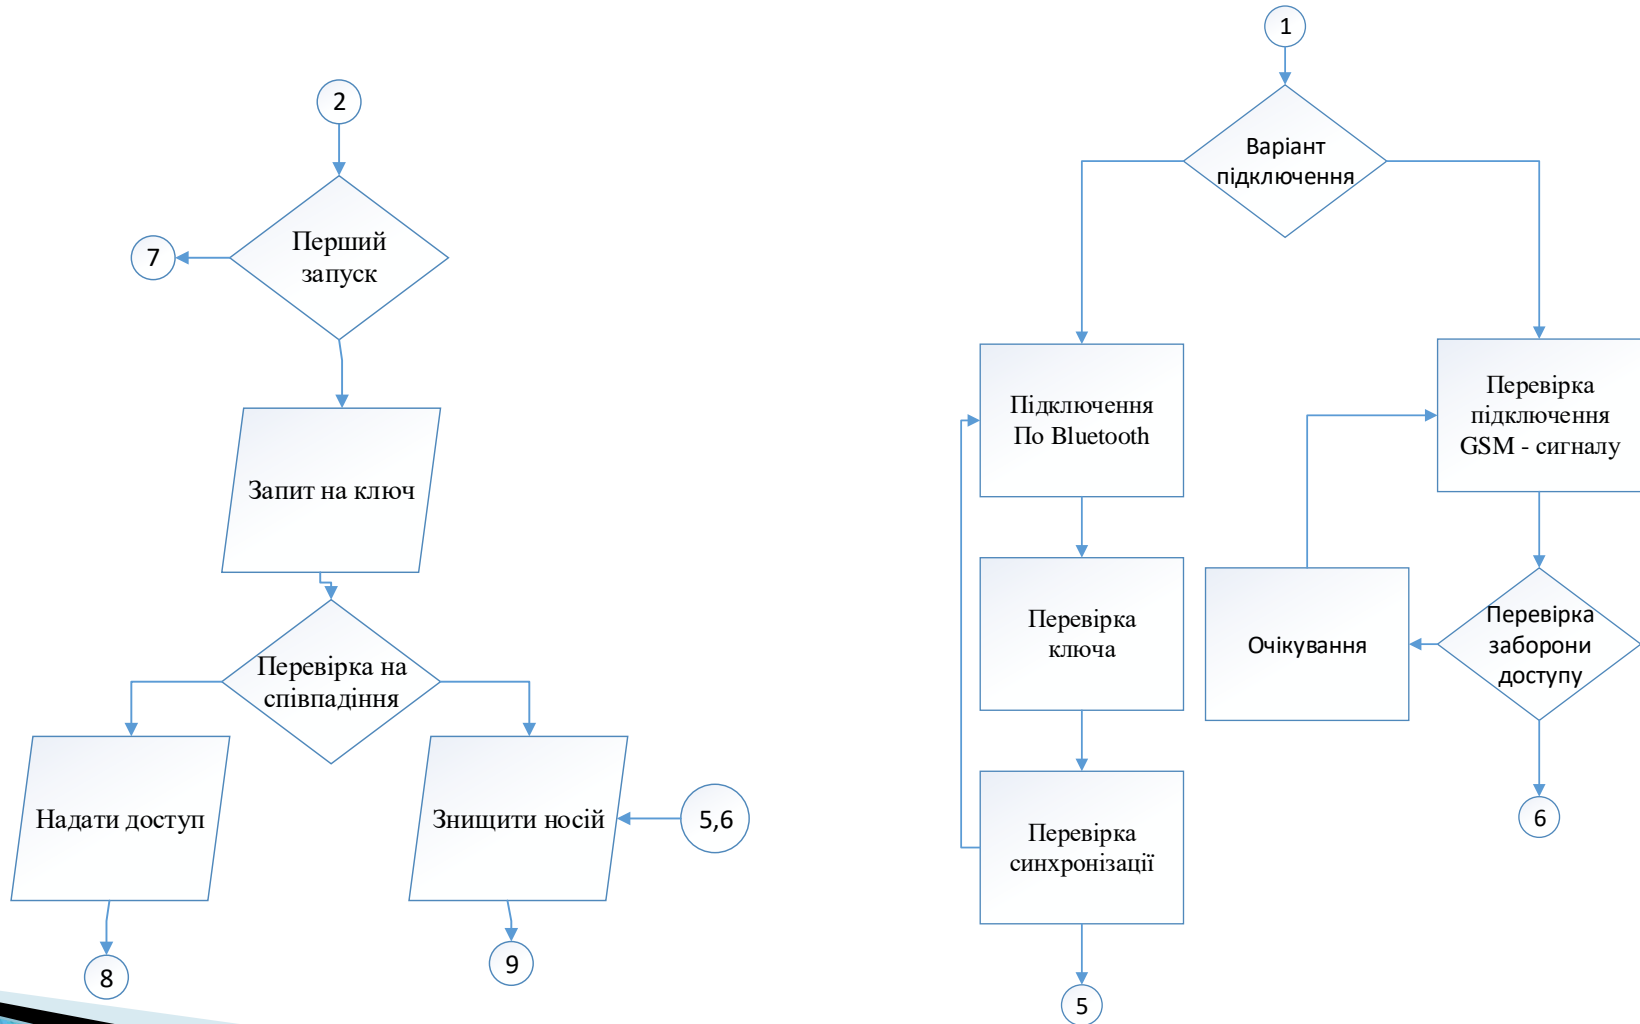 2
Перший
запуск
7
Запит на ключ
Перевірка на
співпадіння
Надати доступ
Знищити носій
5,6
8
9
1
Варіант
підключення
Підключення
По Bluetooth
Перевірка
ключа
Перевірка
синхронізації
5
Перевірка
підключення
GSM - сигналу
Очікування
Перевірка
заборони
доступу
6